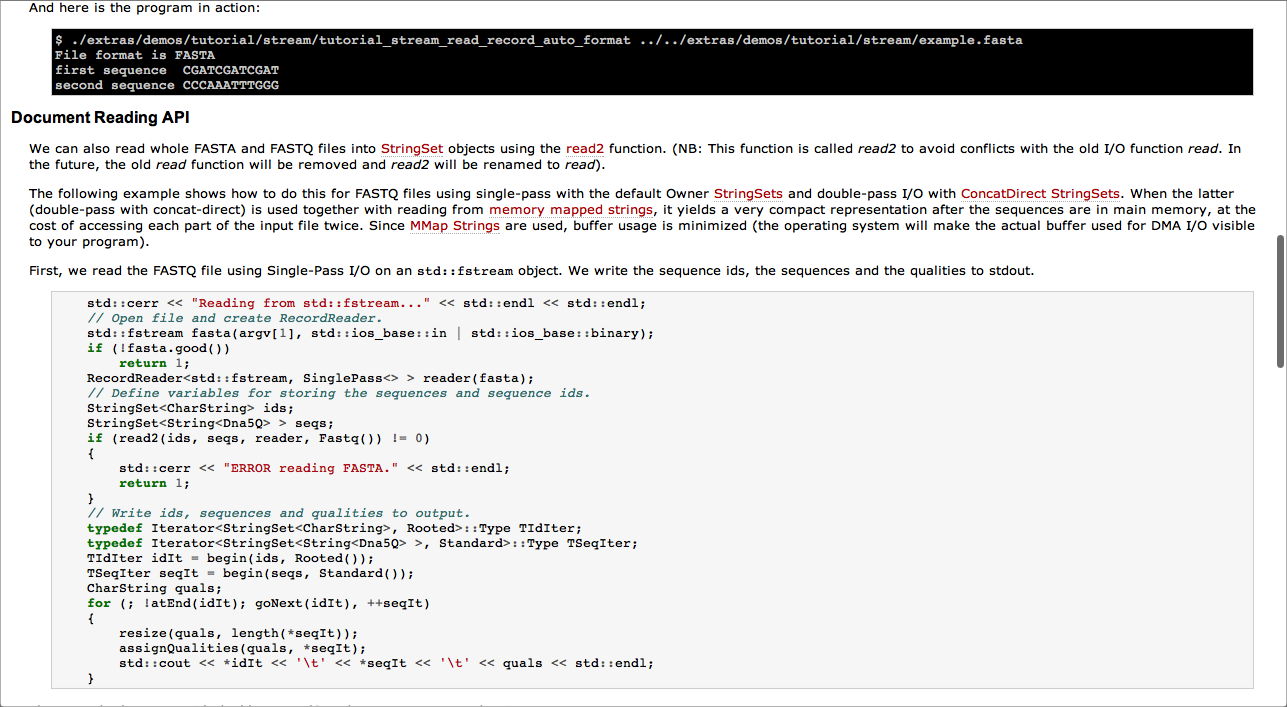 And here is the program in action:
$ ./extras/demos/tutorial/stream/tutorial_stream_read_record_auto_format ../../extras/demos/tutorial/stream/example.fasta
File format is FASTA
first sequence  CGATCGATCGAT
second sequence CCCAAATTTGGG
Document Reading API
We can also read whole FASTA and FASTQ files into StringSet objects using the read2 function. (NB: This function is called read2 to avoid conflicts with the old I/O function read. In
the future, the old read function will be removed and read2 will be renamed to read).
The following example shows how to do this for FASTQ files using single-pass with the default Owner StringSets and double-pass I/O with ConcatDirect StringSets. When the latter
(double-pass with concat-direct) is used together with reading from memory mapped strings, it yields a very compact representation after the sequences are in main memory, at the
cost of accessing each part of the input file twice. Since MMap Strings are used, buffer usage is minimized (the operating system will make the actual buffer used for DMA I/O visible
to your program).
First, we read the FASTQ file using Single-Pass I/O on an std::fstream object. We write the sequence ids, the sequences and the qualities to stdout.
    std::cerr << "Reading from std::fstream..." << std::endl << std::endl;
    // Open file and create RecordReader.
    std::fstream fasta(argv[1], std::ios_base::in | std::ios_base::binary);
    if (!fasta.good())
        return 1;
    RecordReader<std::fstream, SinglePass<> > reader(fasta);
    // Define variables for storing the sequences and sequence ids.
    StringSet<CharString> ids;
    StringSet<String<Dna5Q> > seqs;
    if (read2(ids, seqs, reader, Fastq()) != 0)
    {
        std::cerr << "ERROR reading FASTA." << std::endl;
        return 1;
    }
    // Write ids, sequences and qualities to output.
    typedef Iterator<StringSet<CharString>, Rooted>::Type TIdIter;
    typedef Iterator<StringSet<String<Dna5Q> >, Standard>::Type TSeqIter;
    TIdIter idIt = begin(ids, Rooted());
    TSeqIter seqIt = begin(seqs, Standard());
    CharString quals;
    for (; !atEnd(idIt); goNext(idIt), ++seqIt)
    {
        resize(quals, length(*seqIt));
        assignQualities(quals, *seqIt);
        std::cout << *idIt << '\t' << *seqIt << '\t' << quals << std::endl;
    }